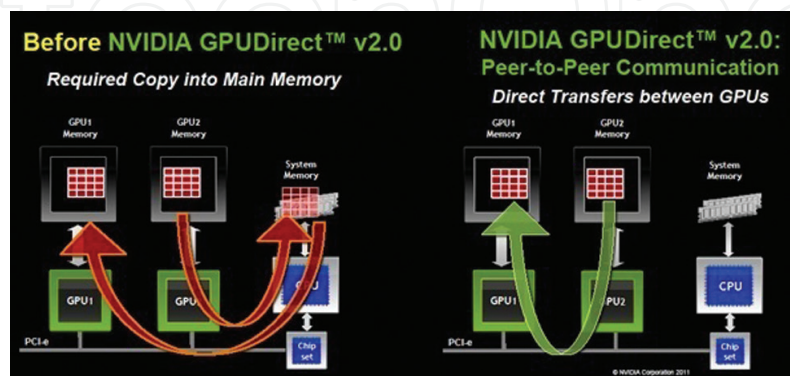 Before NVIDIA GPUDirect™ v2.0
Required Copy into Main Memory
GPU1
Memory
GPU2
Memory
System
Memory
GPU1
CPU
PCI-e
Chip
set
NVIDIA GPUDirect™ v2.0:
Peer-to-Peer Communication
Direct Transfers between GPUs
GPU1
Memory
GPU2
Memory
System
Memory
GPU1
GPU2
CPU
PCI-e
Chip
set
© NVIDIA Corporation 2011